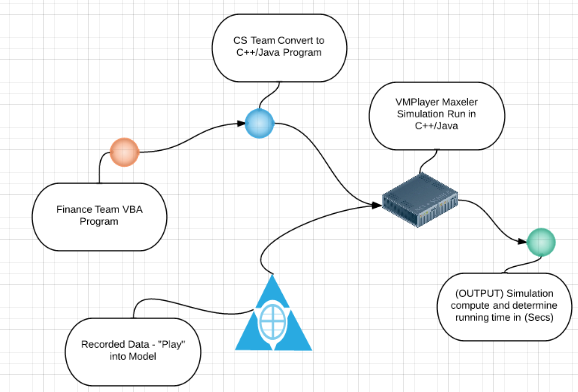 CS Team Convert to
C++/Java Program
VMPlayer Maxeler
Simulation Run in
C++/Java
Finance Team VBA
Program
(OUTPUT) Simulation
compute and determine
running time in (Secs)
Recorded Data - "Play"
into Model